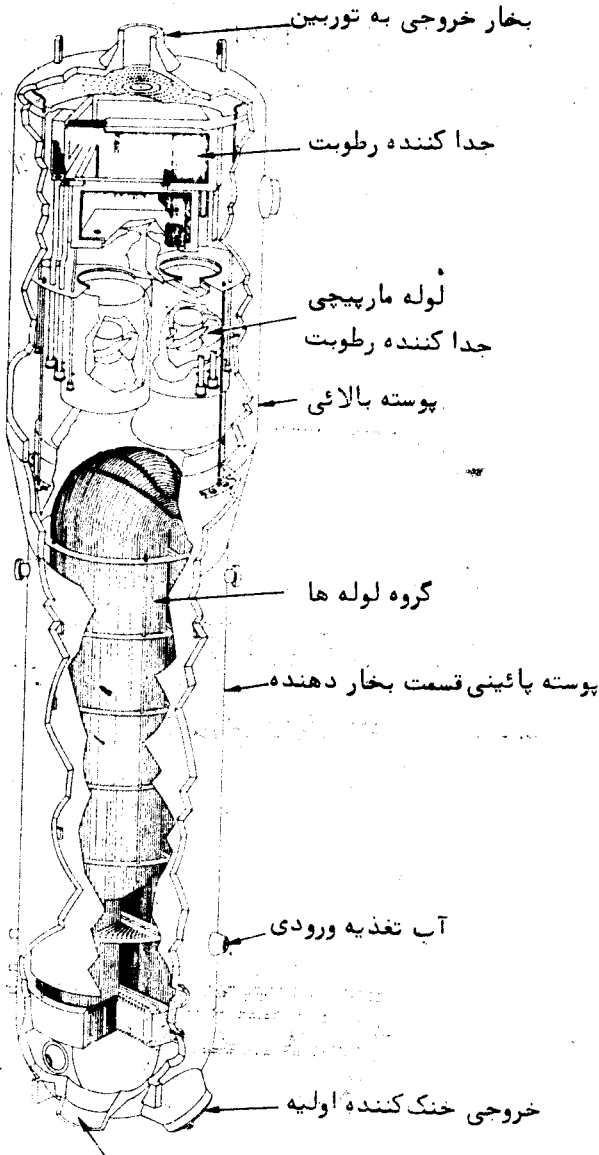 بخار خروجی به توربین
جدا کننده رطوبت
لوله مارپیچی
جدا کننده رطوبت
پوسته بالائی
گروه لوله ها
پوسته پائینی قسمت بخار دهنده
آب تغذیه ورودی
خروجی خنک کننده اولیه